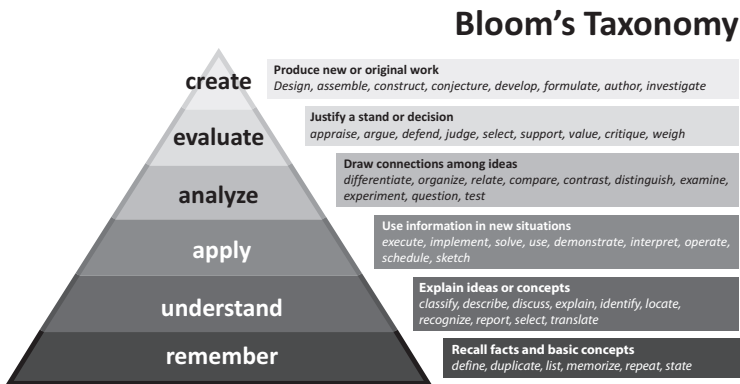 Bloom's Taxonomy
create
Produce new or original work
Design, assemble, construct, conjecture, develop, formulate, author, investigate
evaluate
Justify a stand or decision
appraise, argue, defend, judge, select, support, value, critique, weigh
analyze
Draw connections among ideas
differentiate, organize, relate, compare, contrast, distinguish, examine,
experiment, question, test
apply
Use information in new situations
execute, implement, solve, use, demonstrate, interpret, operate,
schedule, sketch
understand
Explain ideas or concepts
classify, describe, discuss, explain, identify, locate,
recognize, report, select, translate
remember
Recall facts and basic concepts
define, duplicate, list, memorize, repeat, state